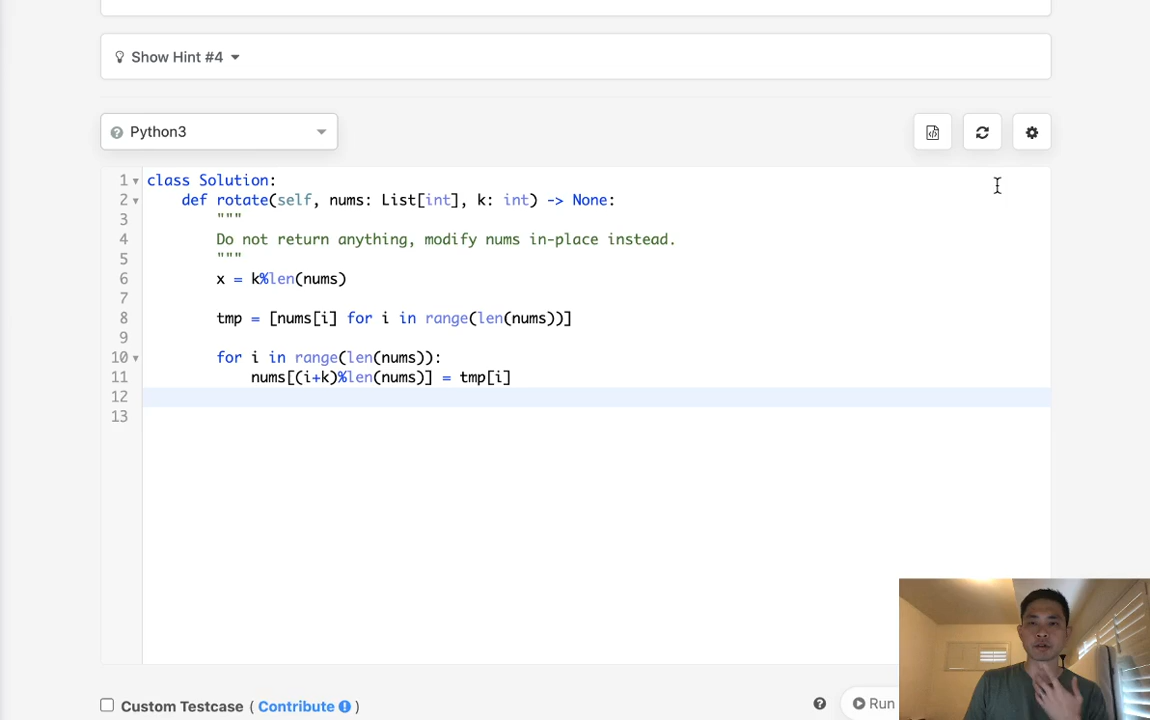 Show Hint #4
Python3
1 class Solution:
2 def rotate(self, nums: List[int], k: int) -> None:
3 """
4 Do not return anything, modify nums in-place instead.
5 """
6 x = k%len(nums)
7
8 tmp = [nums[i] for i in range(len(nums))]
9
10 for i in range(len(nums)):
11 nums[(i+k)%len(nums)] = tmp[i]
12
13
Custom Testcase ( Contribute )
Run